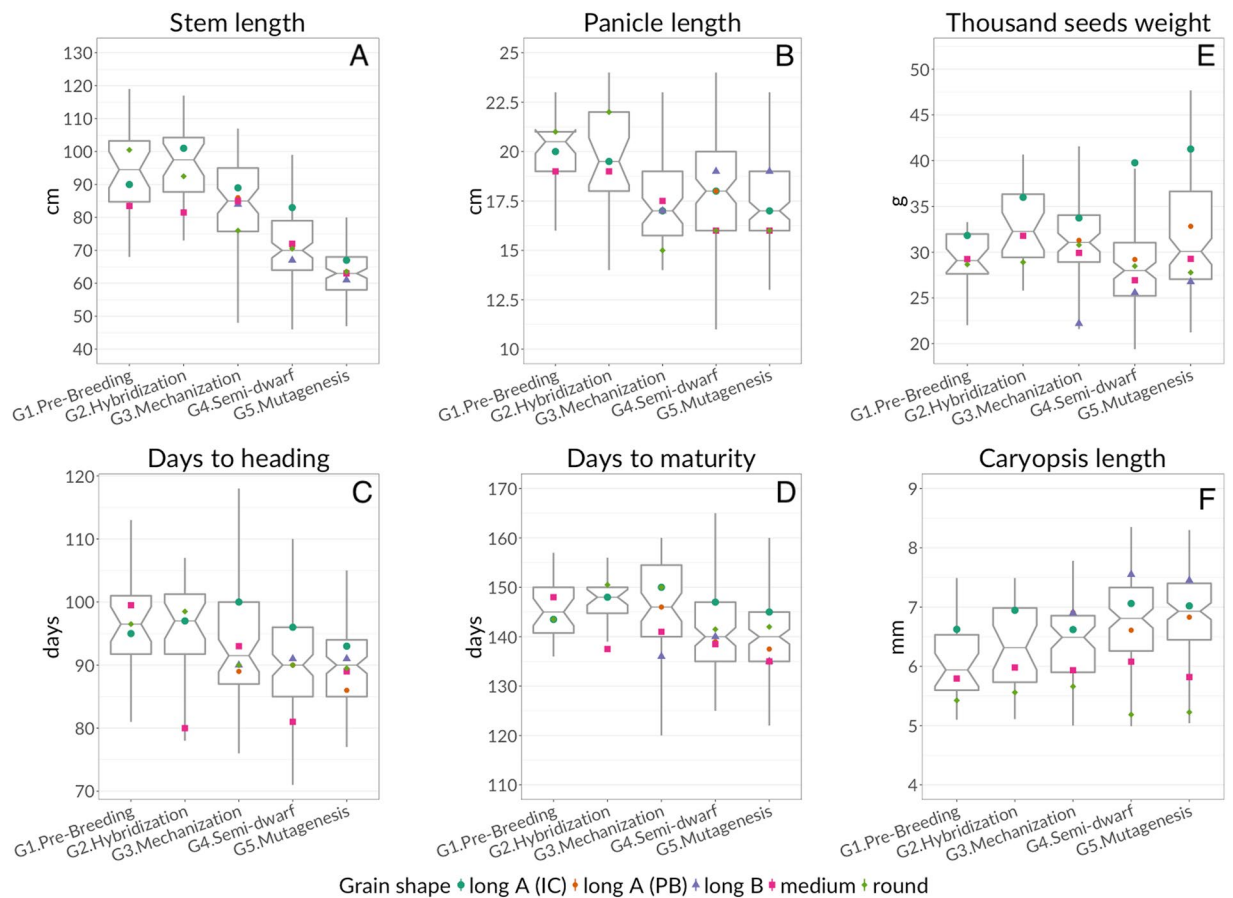 Stem length
Panicle length
Thousand seeds weight
A
B
E
130
120
110
100
90
80
70
60
50
40
cm
25
22.5
20
17.5
15
12.5
10
cm
50
45
40
35
30
25
20
g
G1.Pre-Breeding
G2.Hybridization
G3.Mechanization
G4.Semi-dwarf
G5.Mutagenesis
G1.Pre-Breeding
G2.Hybridization
G3.Mechanization
G4.Semi-dwarf
G5.Mutagenesis
G1.Pre-Breeding
G2.Hybridization
G3.Mechanization
G4.Semi-dwarf
G5.Mutagenesis
Days to heading
Days to maturity
Caryopsis length
C
D
F
120
110
100
90
80
70
days
170
160
150
140
130
120
110
days
9
8
7
6
5
4
mm
G1.Pre-Breeding
G2.Hybridization
G3.Mechanization
G4.Semi-dwarf
G5.Mutagenesis
G1.Pre-Breeding
G2.Hybridization
G3.Mechanization
G4.Semi-dwarf
G5.Mutagenesis
G1.Pre-Breeding
G2.Hybridization
G3.Mechanization
G4.Semi-dwarf
G5.Mutagenesis
Grain shape long A (IC) long A (PB) long B medium round